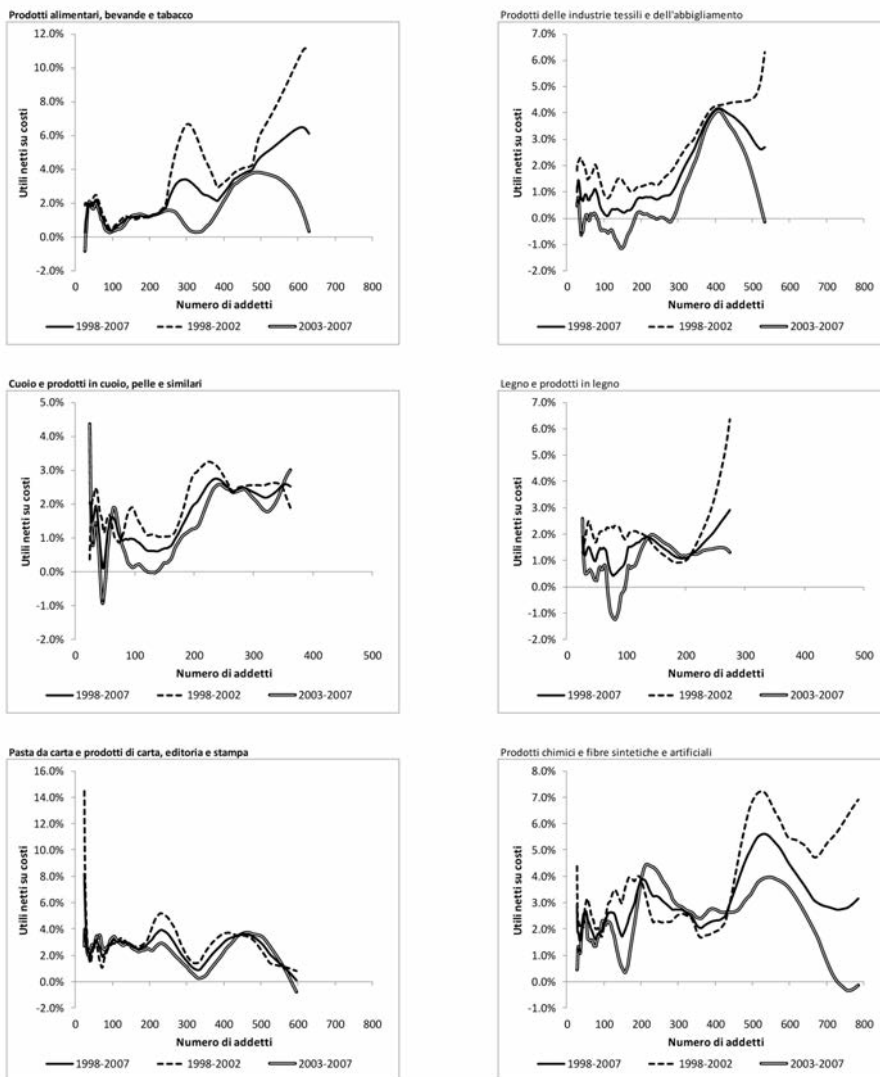 Prodotti alimentari, bevande e tabacco
12.0%
10.0%
8.0%
6.0%
4.0%
2.0%
0.0%
-2.0%
Utili netti su costi
0 100 200 300 400 500 600 700 800
Numero di addetti
1998-2007 1998-2002 2003-2007
Prodotti delle industrie tessili e dell'abbigliamento
7.0%
6.0%
5.0%
4.0%
3.0%
2.0%
1.0%
0.0%
-1.0%
-2.0%
Utili netti su costi
0 100 200 300 400 500 600 700 800
Numero di addetti
1998-2007 1998-2002 2003-2007
Cuoio e prodotti in cuoio, pelle e similari
5.0%
4.0%
3.0%
2.0%
1.0%
0.0%
-1.0%
-2.0%
Utili netti su costi
0 100 200 300 400 500
Numero di addetti
1998-2007 1998-2002 2003-2007
Legno e prodotti in legno
7.0%
6.0%
5.0%
4.0%
3.0%
2.0%
1.0%
0.0%
-1.0%
-2.0%
Utili netti su costi
0 100 200 300 400 500
Numero di addetti
1998-2007 1998-2002 2003-2007
Pasta da carta e prodotti di carta, editoria e stampa
16.0%
14.0%
12.0%
10.0%
8.0%
6.0%
4.0%
2.0%
0.0%
-2.0%
Utili netti su costi
0 100 200 300 400 500 600 700 800
Numero di addetti
1998-2007 1998-2002 2003-2007
Prodotti chimici e fibre sintetiche e artificiali
8.0%
7.0%
6.0%
5.0%
4.0%
3.0%
2.0%
1.0%
0.0%
-1.0%
Utili netti su costi
0 100 200 300 400 500 600 700 800
Numero di addetti
1998-2007 1998-2002 2003-2007